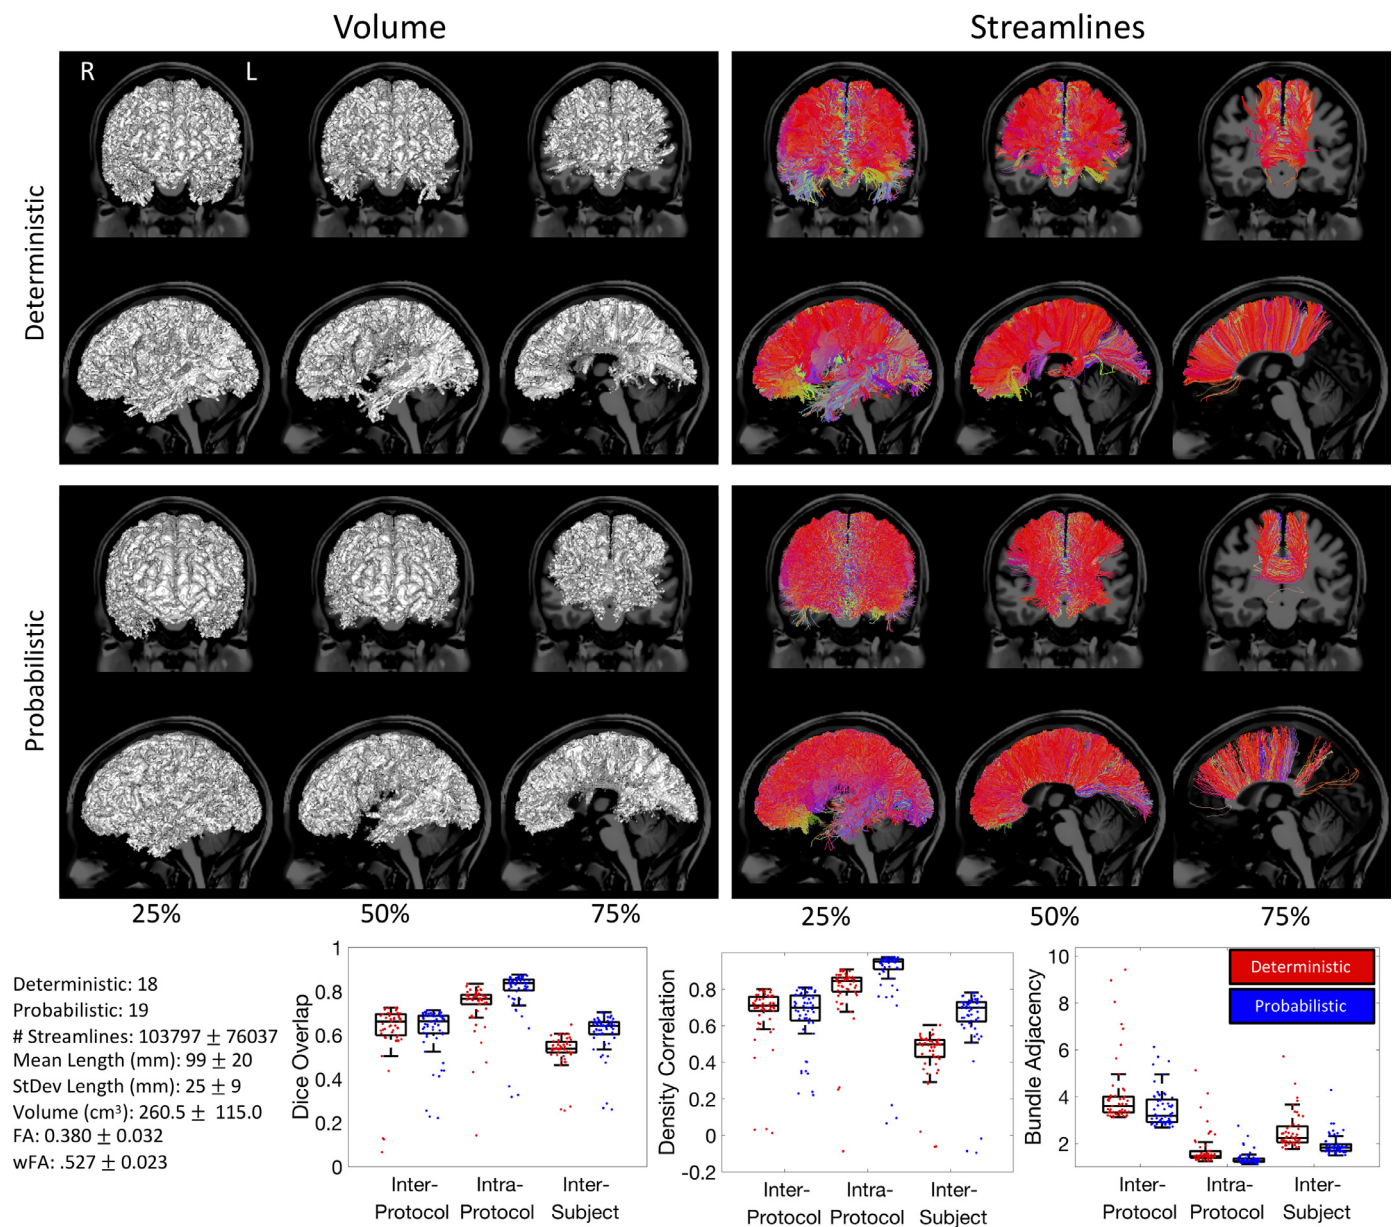 Volume
Streamlines
R L
Deterministic
Probabilistic
25% 50% 75% 25% 50% 75%
Deterministic: 18
Probabilistic: 19
# Streamlines: 103797 ± 76037
Mean Length (mm): 99 ± 20
StDev Length (mm): 25 ± 9
Volume (cm³): 260.5 ± 115.0
FA: 0.380 ± 0.032
wFA: .527 ± 0.023
Dice Overlap
1
0.8
0.6
0.4
0.2
0
Inter- Intra- Inter-
Protocol Protocol Subject
Density Correlation
0.8
0.6
0.4
0.2
0
-0.2
Inter- Intra- Inter-
Protocol Protocol Subject
Bundle Adjacency
10
8
6
4
2
Deterministic
Probabilistic
Inter- Intra- Inter-
Protocol Protocol Subject